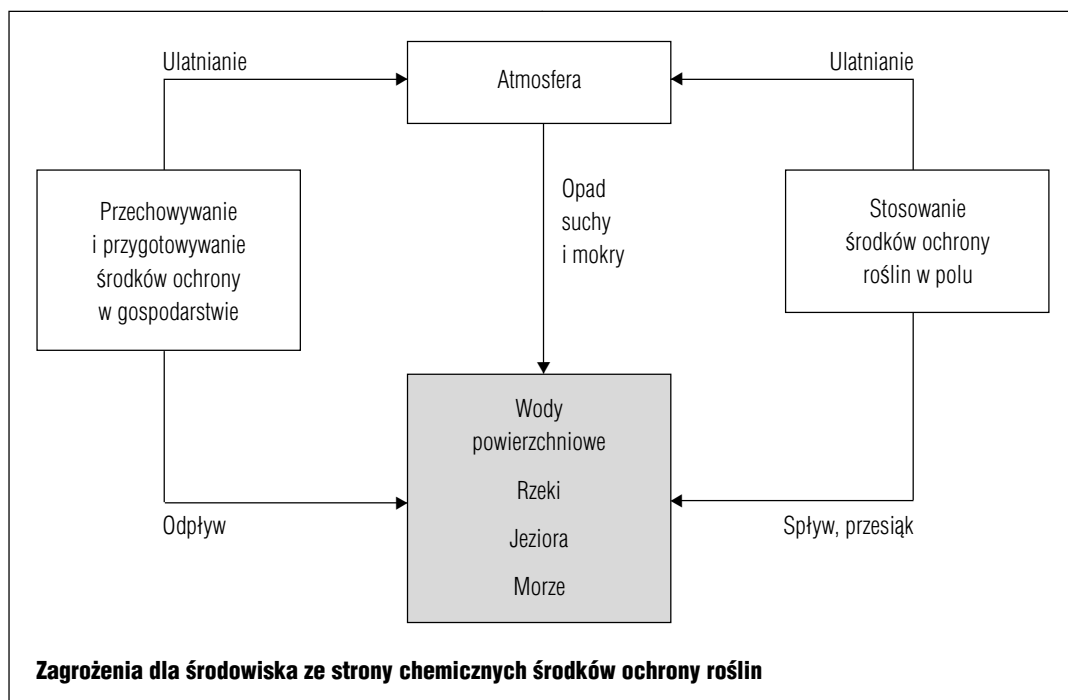 Ulatnianie
Atmosfera
Ulatnianie
Przechowywanie
i przygotowywanie
środków ochrony
w gospodarstwie
Opad
suchy
i mokry
Stosowanie
środków ochrony
roślin w polu
Wody
powierzchniowe
Rzeki
Jeziora
Morze
Odpływ
Spływ, przesiąk
Zagrożenia dla środowiska ze strony chemicznych środków ochrony roślin